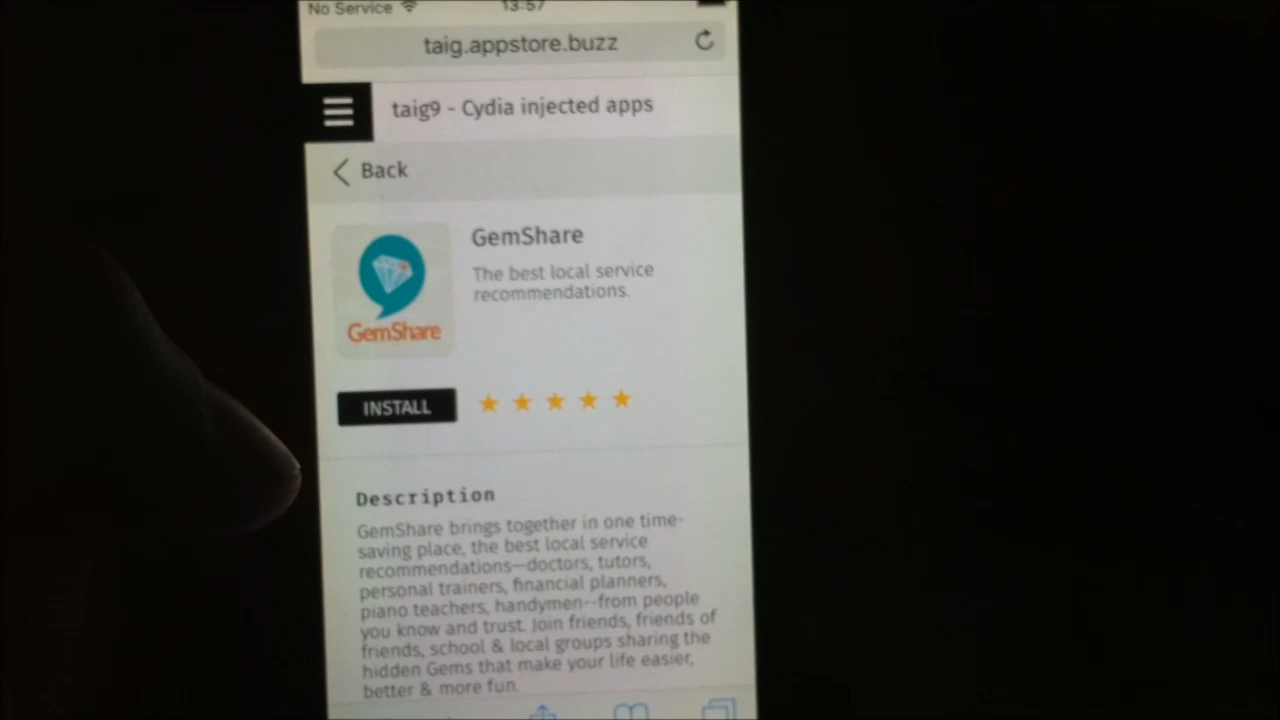 No Service 13:57
taig.appstore.buzz
taig9 - Cydia injected apps
Back
GemShare
The best local service
recommendations.
GemShare
INSTALL
Description
GemShare brings together in one time-
saving place, the best local service
recommendations—doctors, tutors,
personal trainers, financial planners,
piano teachers, handymen--from people
you know and trust. Join friends, friends of
friends, school & local groups sharing the
hidden Gems that make your life easier,
better & more fun.